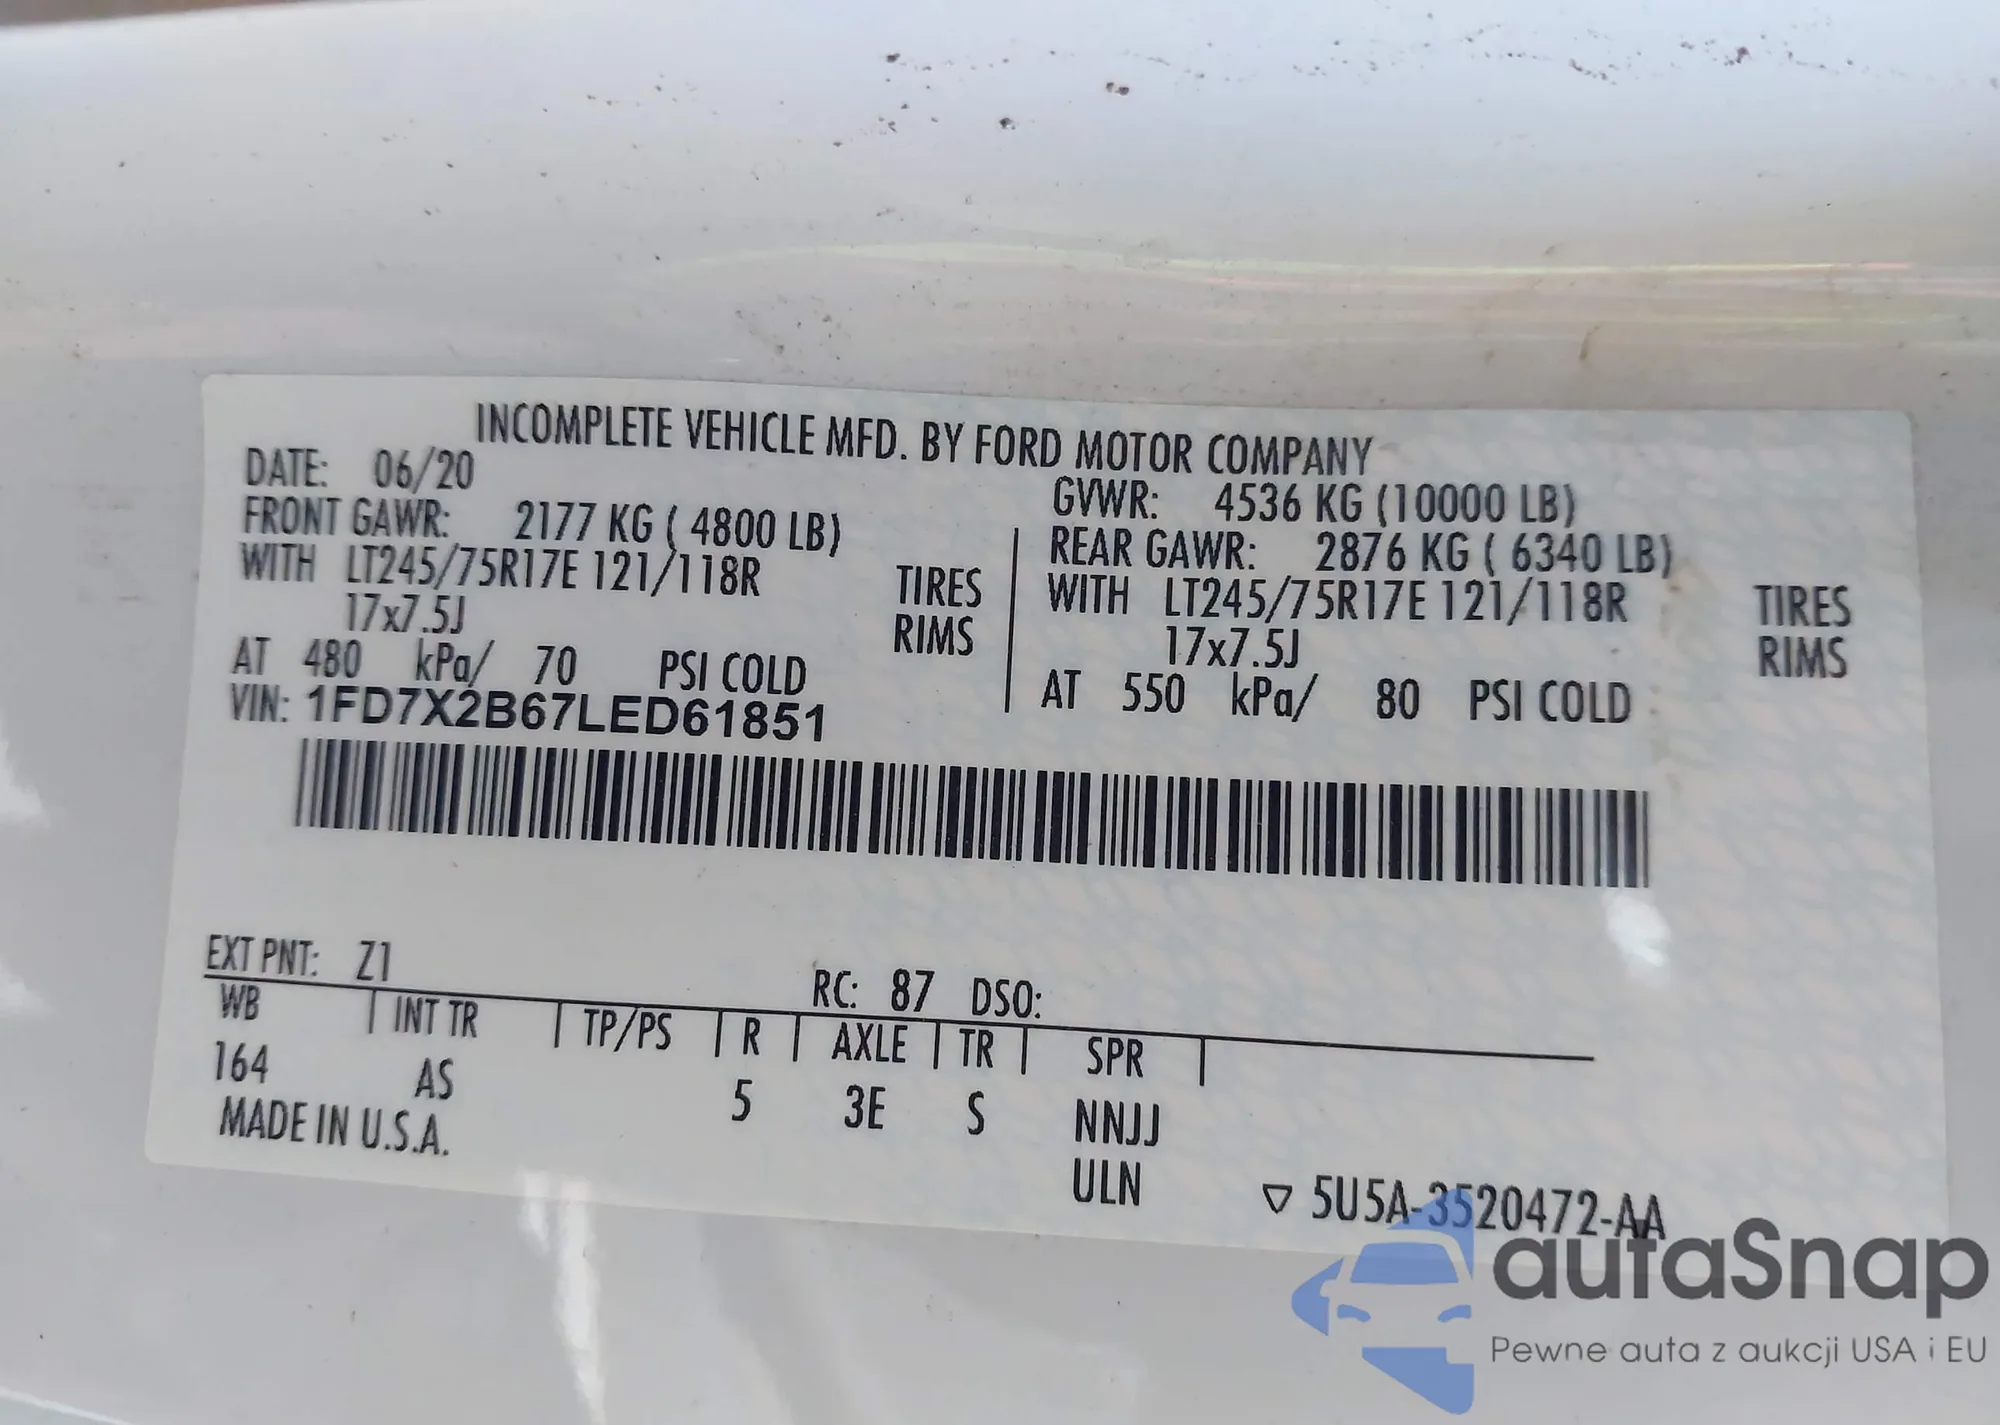 INCOMPLETE VEHICLE MFD. BY FORD MOTOR COMPANY
DATE: 06/20
GVWR: 4536 KG (10000 LB)
FRONT GAWR: 2177 KG ( 4800 LB)
REAR GAWR: 2876 KG ( 6340 LB)
WITH LT245/75R17E 121/118R TIRES
WITH LT245/75R17E 121/118R TIRES
17x7.5J RIMS
17x7.5J RIMS
AT 480 kPa/ 70 PSI COLD
AT 550 kPa/ 80 PSI COLD
VIN: 1FD7X2B67LED61851
EXT PNT: Z1 RC: 87 DSO:
WB | INT TR | TP/PS | R | AXLE | TR | SPR |
164 AS 5 3E S NNJJ
MADE IN U.S.A.
ULN
▽ 5U5A-3520472-AA
autaSnap
Pewne auta z aukcji USA i EU